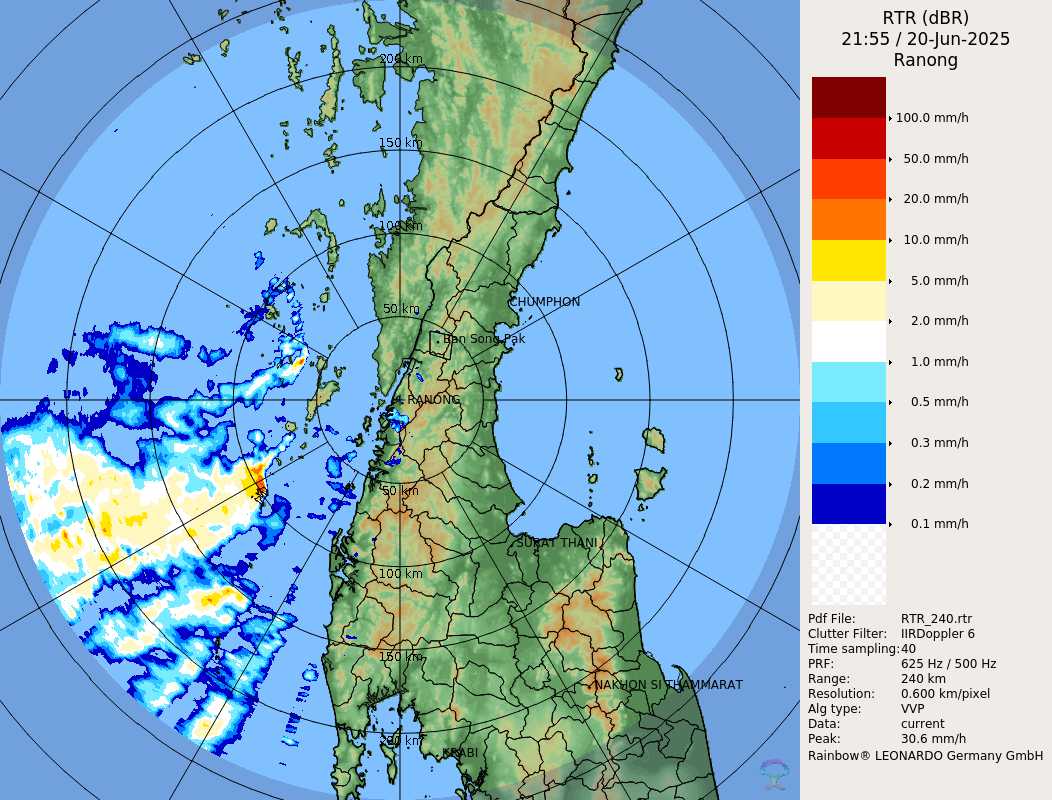 RTR (dBR)
21:55 / 20-Jun-2025
Ranong
100.0 mm/h
50.0 mm/h
20.0 mm/h
10.0 mm/h
5.0 mm/h
2.0 mm/h
1.0 mm/h
0.5 mm/h
0.3 mm/h
0.2 mm/h
0.1 mm/h
Pdf File: RTR_240.rtr
Clutter Filter: IIRDoppler 6
Time sampling:40
PRF: 625 Hz / 500 Hz
Range: 240 km
Resolution: 0.600 km/pixel
Alg type: VVP
Data: current
Peak: 30.6 mm/h
Rainbow® LEONARDO Germany GmbH
200 km
150 km
100 km
CHUMPHON
50 km
Ban Song Pak
RANONG
50 km
SURAT THANI
100 km
150 km
NAKHON SI THAMMARAT
200 km
KRABI